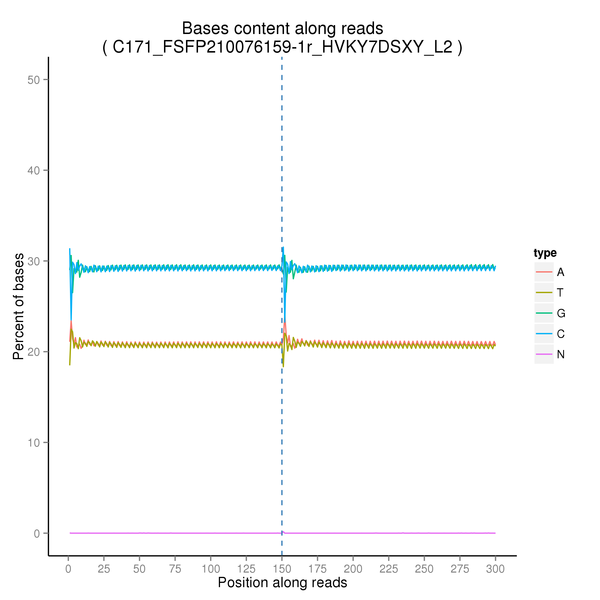 Bases content along reads
( C171_FSFP210076159-1r_HVKY7DSXY_L2 )
50
40
30
20
10
0
Percent of bases
0 25 50 75 100 125 150 175 200 225 250 275 300
Position along reads
type
A
T
G
C
N